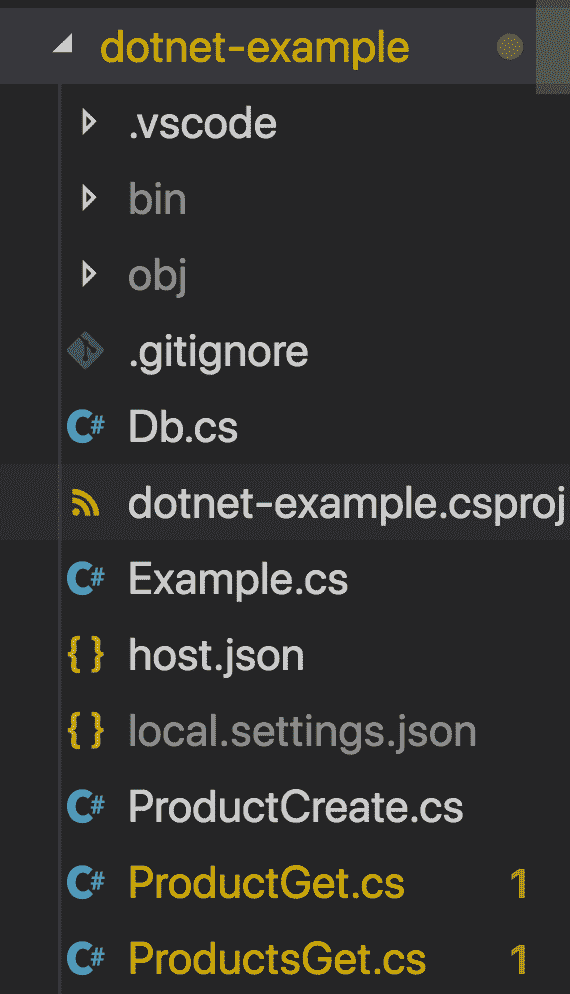 dotnet-example
.vscode
bin
obj
.gitignore
C# Db.cs
dotnet-example.csproj
C# Example.cs
{ } host.json
{ } local.settings.json
C# ProductCreate.cs
C# ProductGet.cs 1
C# ProductsGet.cs 1